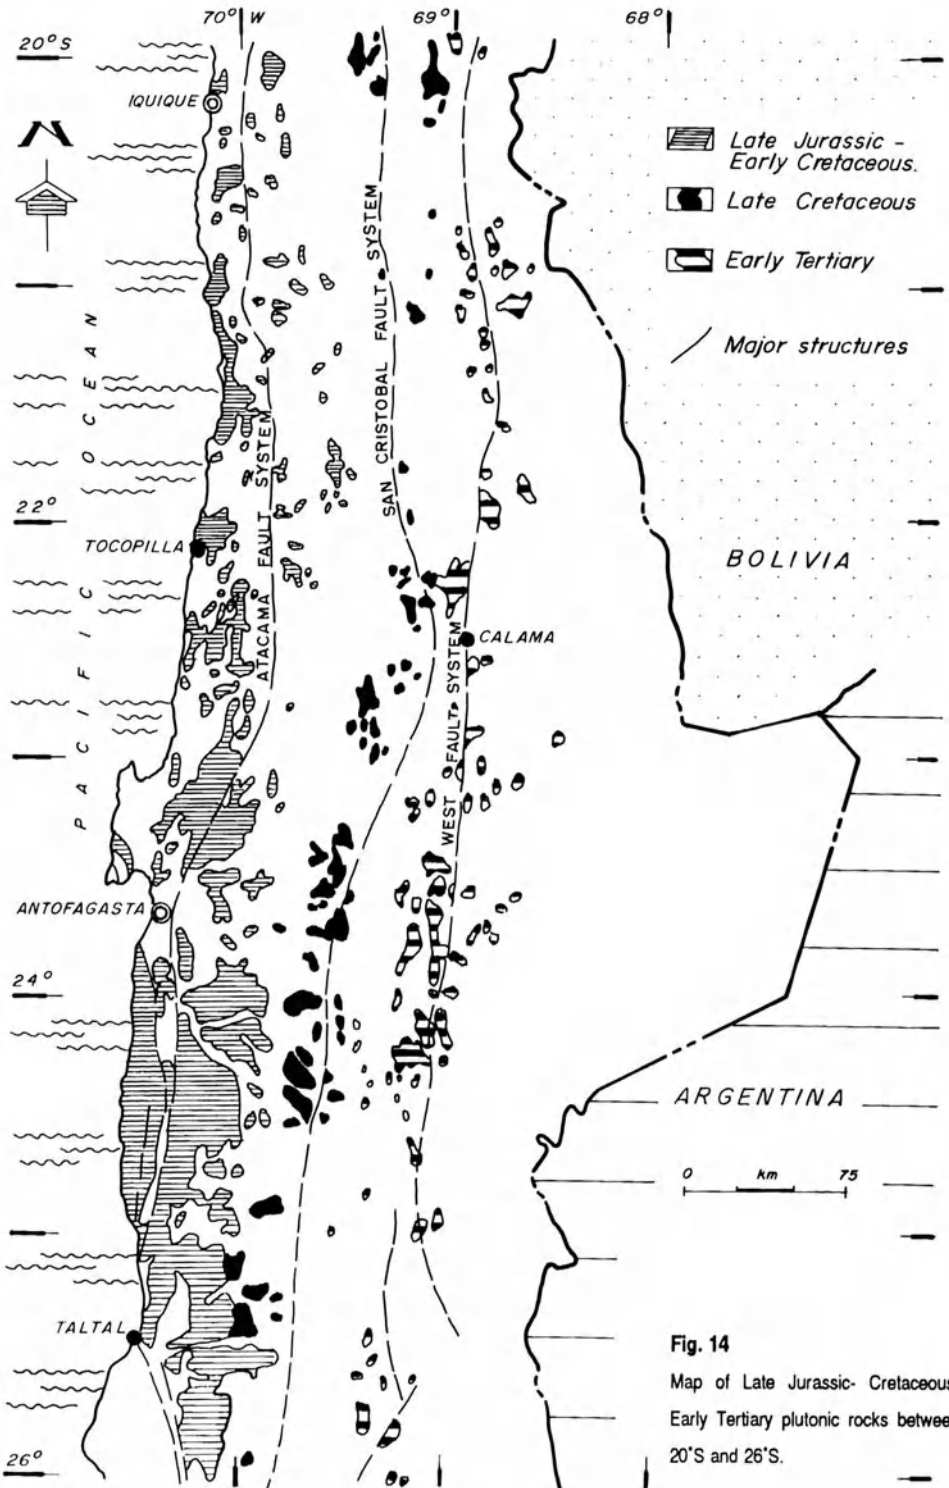 70° W
69°
68°
20° S
IQUIQUE
N
Late Jurassic -
Early Cretaceous.
Late Cretaceous
Early Tertiary
Major structures
PACIFIC OCEAN
ATACAMA FAULT SYSTEM
SAN CRISTOBAL FAULT SYSTEM
WEST FAULT SYSTEM
22°
TOCOPILLA
BOLIVIA
CALAMA
ANTOFAGASTA
24°
ARGENTINA
0 km 75
TALTAL
26°
Fig. 14
Map of Late Jurassic- Cretaceous
Early Tertiary plutonic rocks between
20°S and 26°S.